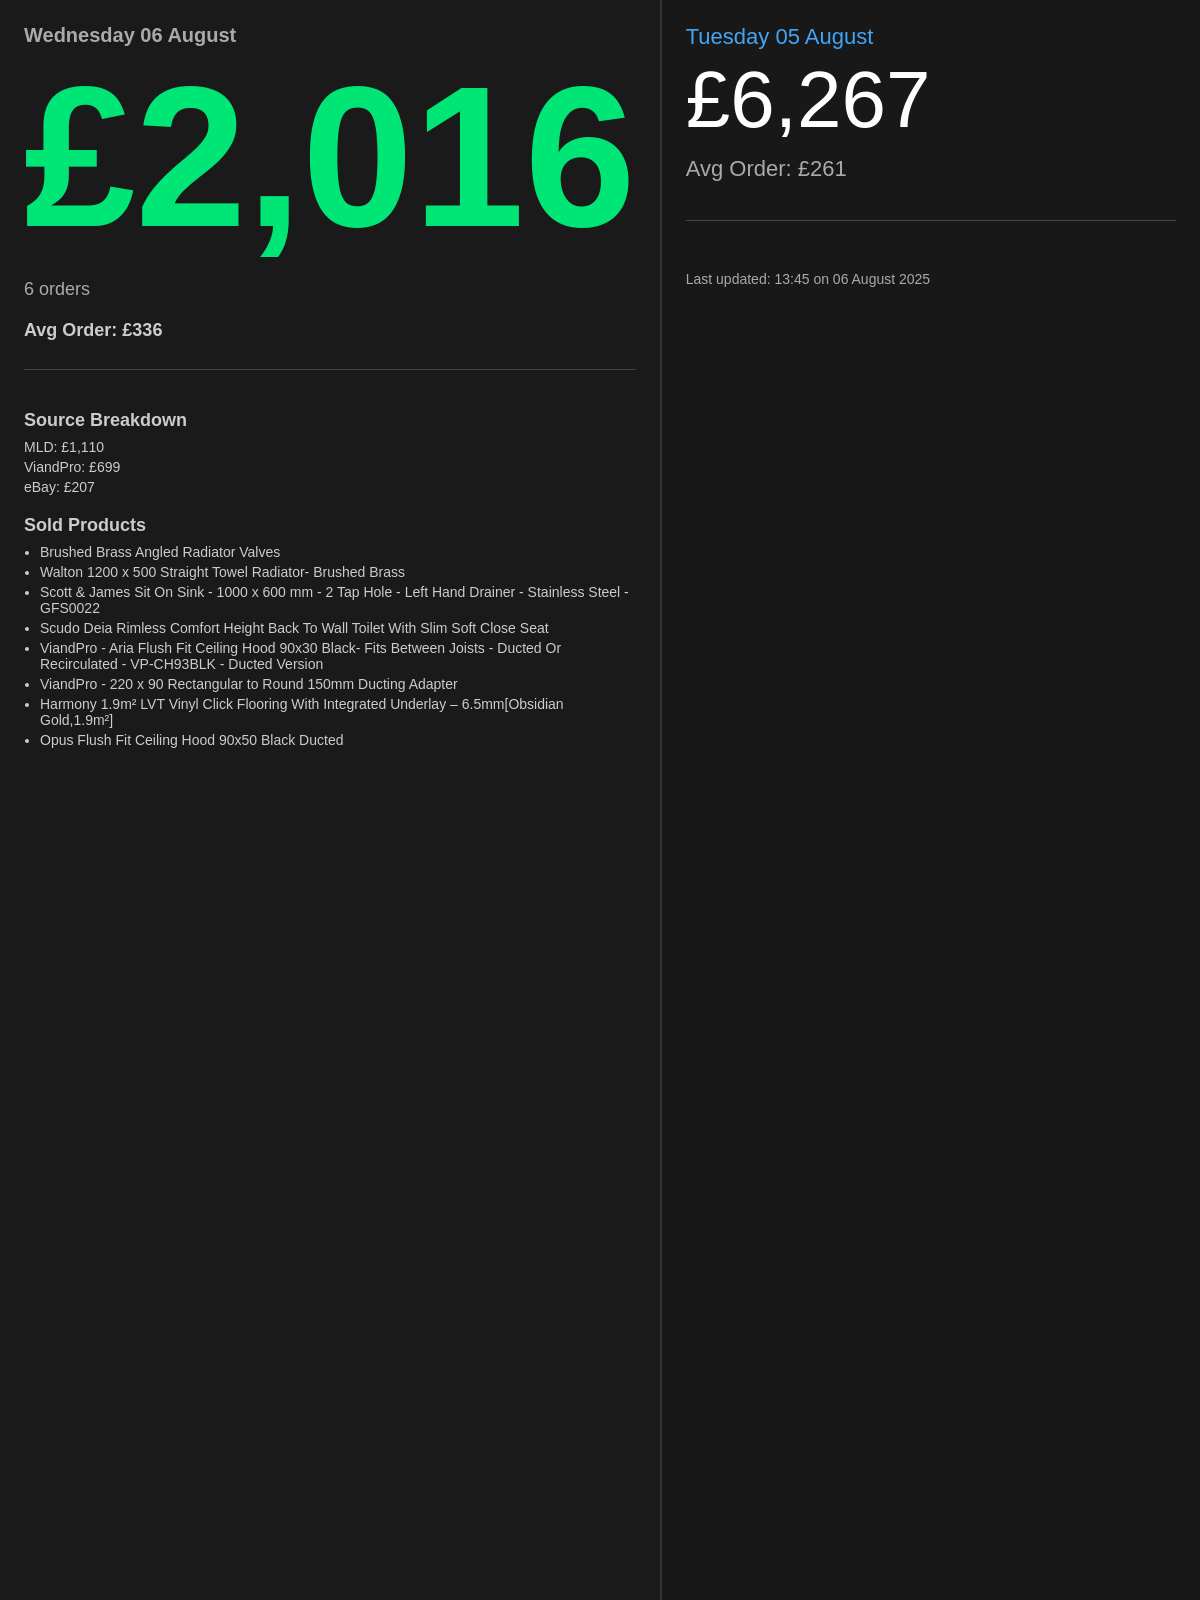 Wednesday 06 August
£2,016
6 orders
Avg Order: £336
Source Breakdown
MLD: £1,110
ViandPro: £699
eBay: £207
Sold Products
• Brushed Brass Angled Radiator Valves
• Walton 1200 x 500 Straight Towel Radiator- Brushed Brass
• Scott & James Sit On Sink - 1000 x 600 mm - 2 Tap Hole - Left Hand Drainer - Stainless Steel -
GFS0022
• Scudo Deia Rimless Comfort Height Back To Wall Toilet With Slim Soft Close Seat
• ViandPro - Aria Flush Fit Ceiling Hood 90x30 Black- Fits Between Joists - Ducted Or
Recirculated - VP-CH93BLK - Ducted Version
• ViandPro - 220 x 90 Rectangular to Round 150mm Ducting Adapter
• Harmony 1.9m² LVT Vinyl Click Flooring With Integrated Underlay – 6.5mm[Obsidian
Gold,1.9m²]
• Opus Flush Fit Ceiling Hood 90x50 Black Ducted
Tuesday 05 August
£6,267
Avg Order: £261
Last updated: 13:45 on 06 August 2025